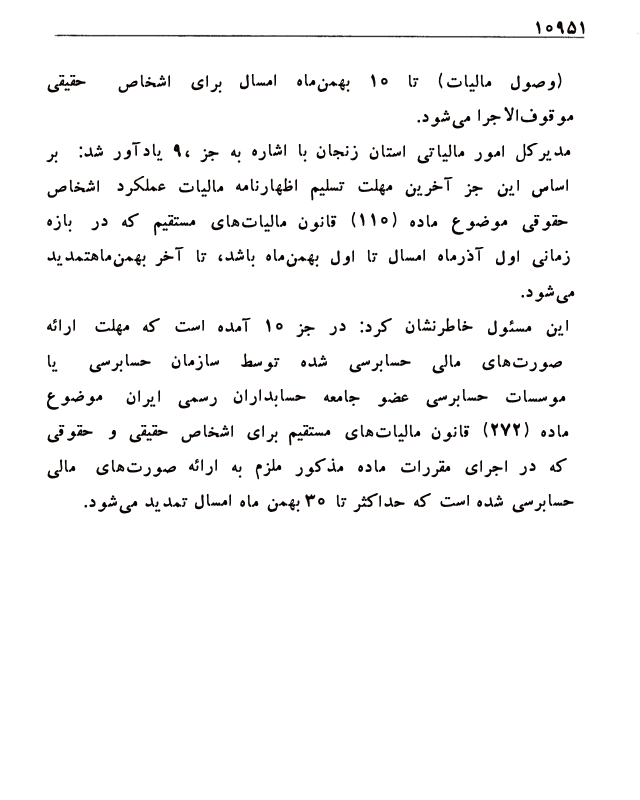 ۱۰۹۵۱
(وصول مالیات) تا ۱۰ بهمن‌ماه امسال برای اشخاص حقیقی
موقوف‌الاجرا می‌شود.
مدیرکل امور مالیاتی استان زنجان با اشاره به جز ۹، یادآور شد: بر
اساس این جز آخرین مهلت تسلیم اظهارنامه مالیات عملکرد اشخاص
حقوقی موضوع ماده (۱۱۰) قانون مالیات‌های مستقیم که در بازه
زمانی اول آذرماه امسال تا اول بهمن‌ماه باشد، تا آخر بهمن‌ماهتمدید
می‌شود.
این مسئول خاطرنشان کرد: در جز ۱۰ آمده است که مهلت ارائه
صورت‌های مالی حسابرسی شده توسط سازمان حسابرسی یا
موسسات حسابرسی عضو جامعه حسابداران رسمی ایران موضوع
ماده (۲۷۲) قانون مالیات‌های مستقیم برای اشخاص حقیقی و حقوقی
که در اجرای مقررات ماده مذکور ملزم به ارائه صورت‌های مالی
حسابرسی شده است که حداکثر تا ۳۰ بهمن ماه امسال تمدید می‌شود.